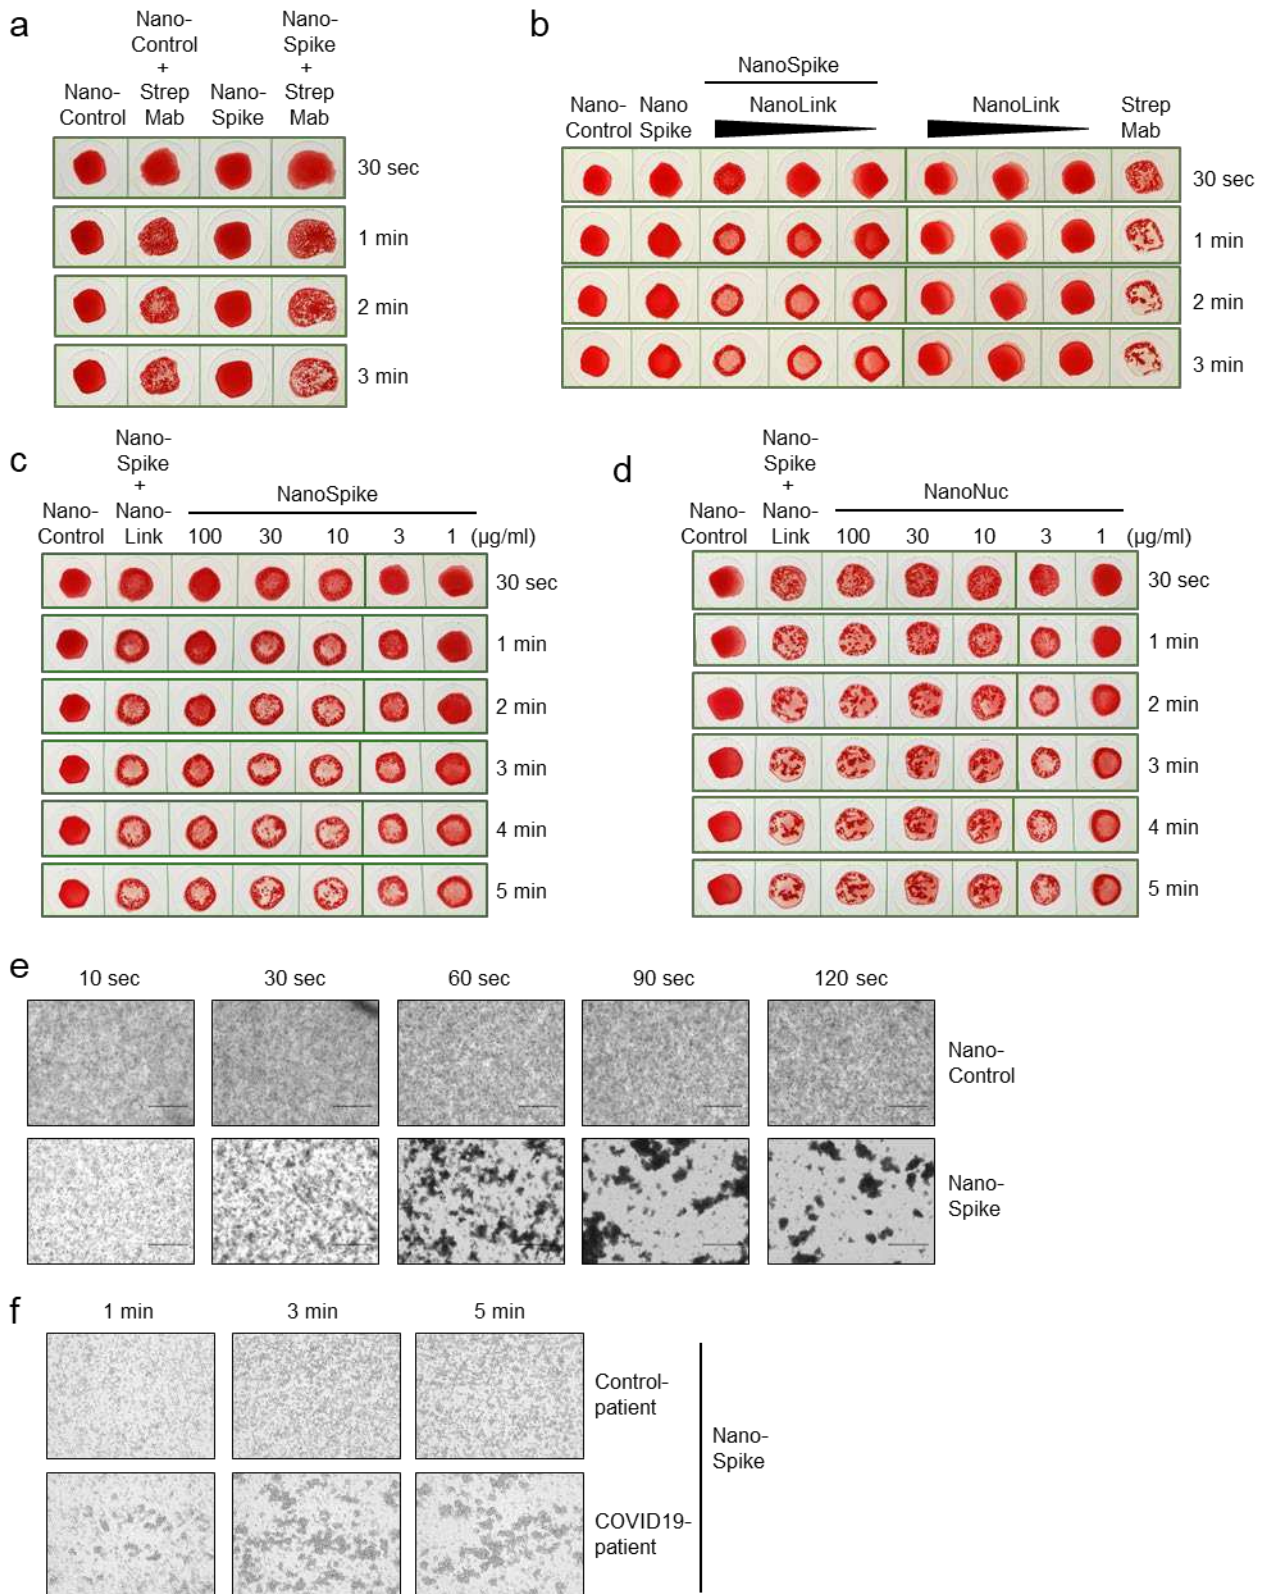 a
Nano-
Control
Nano-
Control
+
Strep
Mab
Nano-
Spike
Nano-
Spike
+
Strep
Mab
30 sec
1 min
2 min
3 min
b
NanoSpike
Nano-
Control
Nano
Spike
NanoLink
NanoLink
Strep
Mab
30 sec
1 min
2 min
3 min
c
Nano-
Control
Nano-
Spike
+
Nano-
Link
NanoSpike
100 30 10 3 1 (μg/ml)
30 sec
1 min
2 min
3 min
4 min
5 min
d
Nano-
Control
Nano-
Spike
+
Nano-
Link
NanoNuc
100 30 10 3 1 (μg/ml)
30 sec
1 min
2 min
3 min
4 min
5 min
e
10 sec 30 sec 60 sec 90 sec 120 sec
Nano-
Control
Nano-
Spike
f
1 min 3 min 5 min
Control-
patient
COVID19-
patient
Nano-
Spike